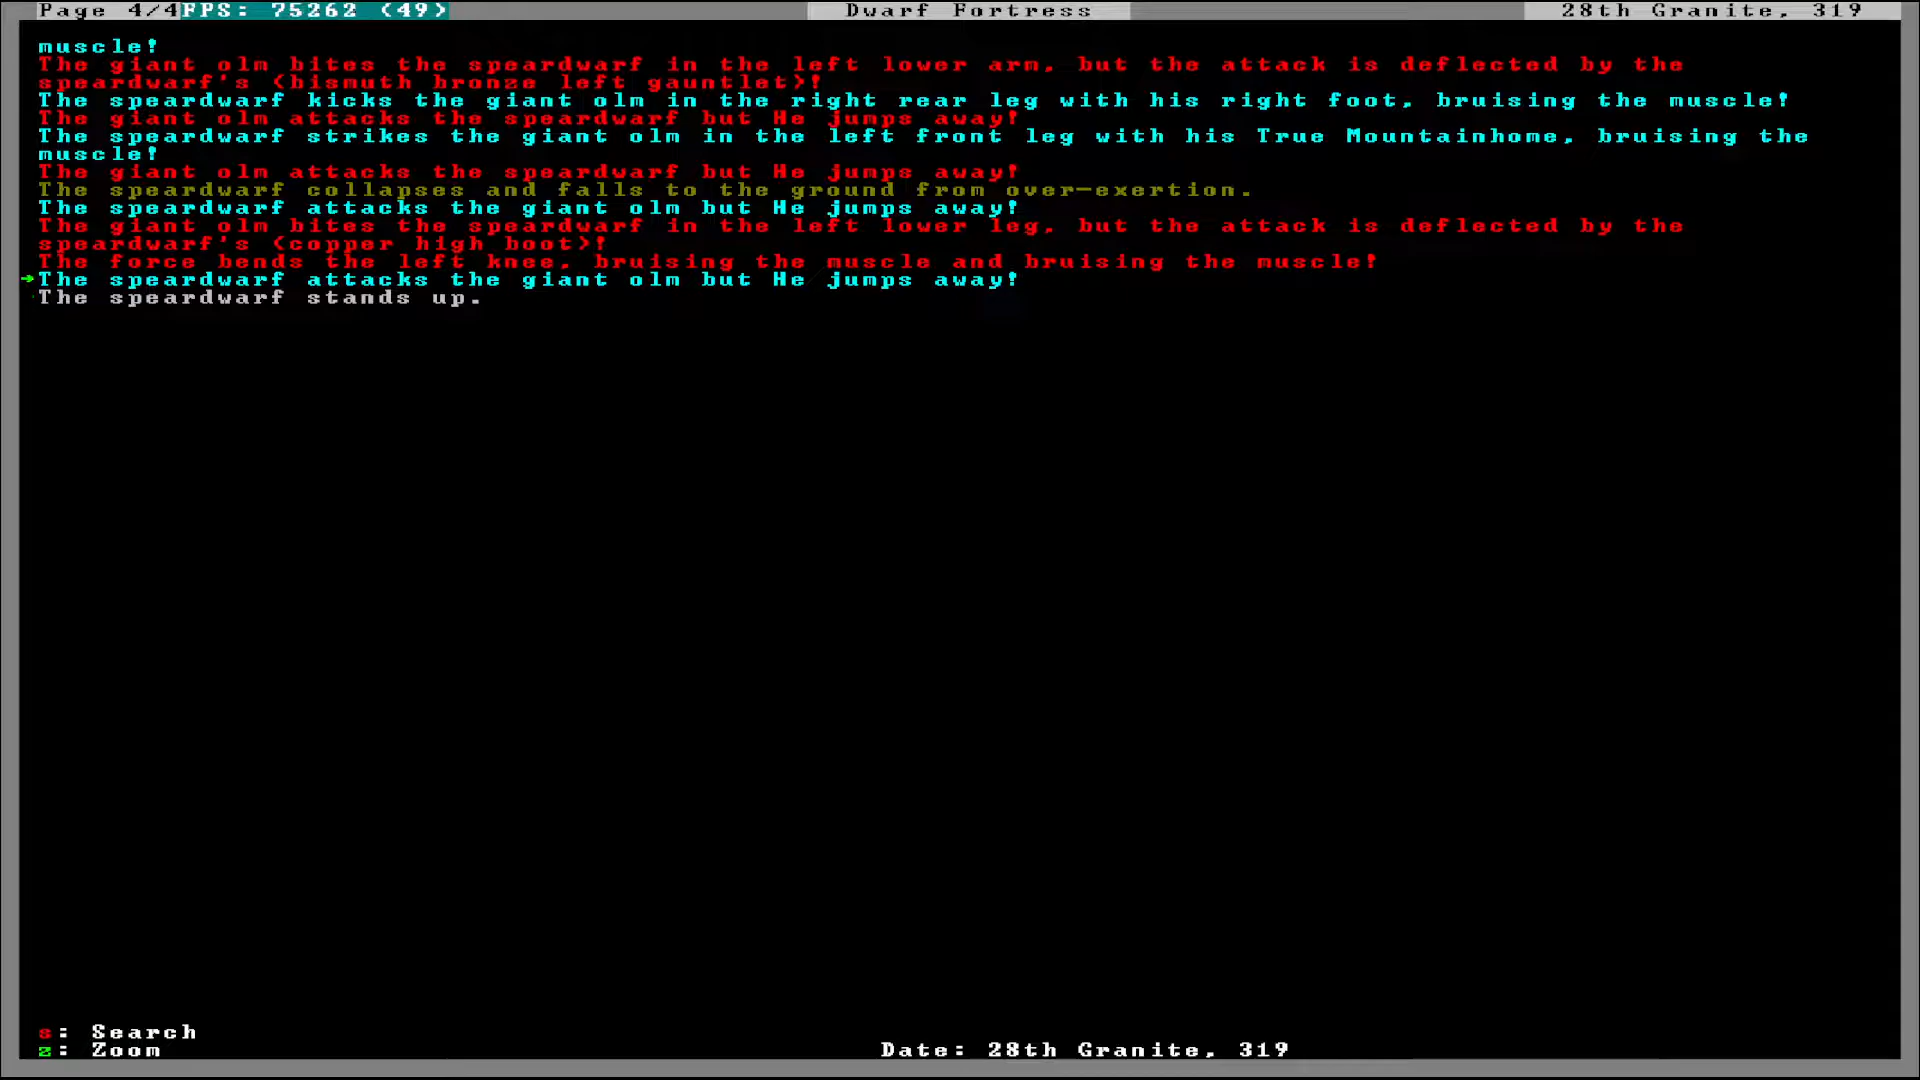 Page 4/4FPS: 75262 (49) Dwarf Fortress 28th Granite, 319
muscle!
The giant olm bites the speardwarf in the left lower arm, but the attack is deflected by the
speardwarf's (bismuth bronze left gauntlet)!
The speardwarf kicks the giant olm in the right rear leg with his right foot, bruising the muscle!
The giant olm attacks the speardwarf but He jumps away!
The speardwarf strikes the giant olm in the left front leg with his True Mountainhome, bruising the
muscle!
The giant olm attacks the speardwarf but He jumps away!
The speardwarf collapses and falls to the ground from over-exertion.
The speardwarf attacks the giant olm but He jumps away!
The giant olm bites the speardwarf in the left lower leg, but the attack is deflected by the
speardwarf's (copper high boot)!
The force bends the left knee, bruising the muscle and bruising the muscle!
The speardwarf attacks the giant olm but He jumps away!
The speardwarf stands up.
s: Search
z: Zoom Date: 28th Granite, 319